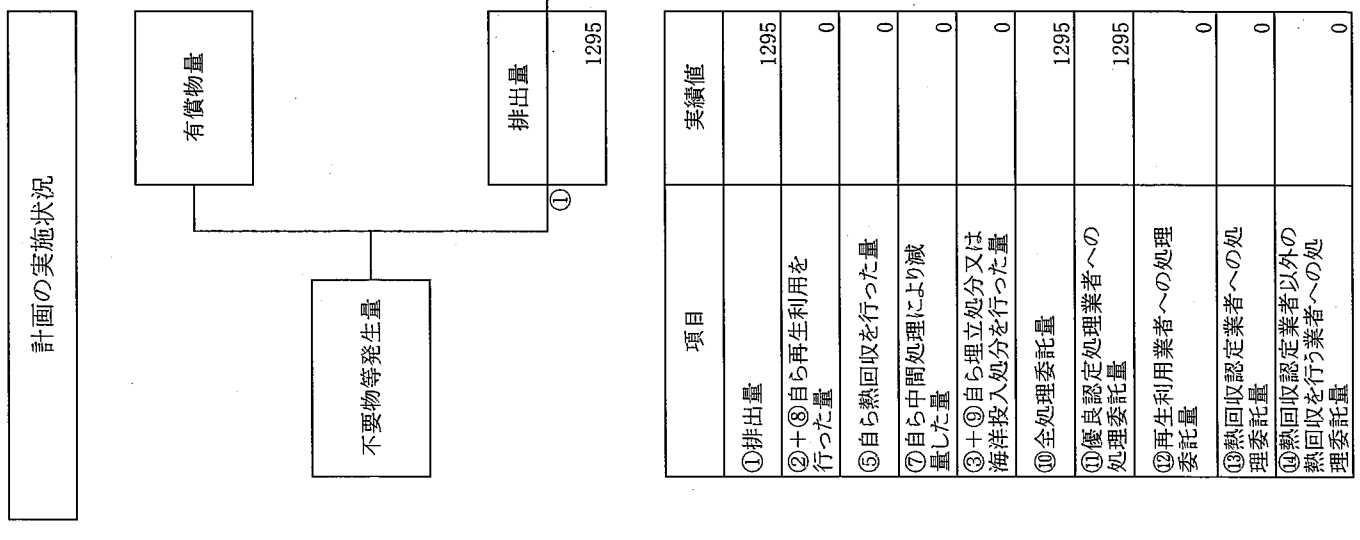 計画の実施状況
不要物等発生量
有償物量
①
排出量
1295
項目
実績値
①排出量
1295
②+⑧自ら再生利用を
行った量
0
⑤自ら熱回収を行った量
0
⑦自ら中間処理により減
量した量
0
③+⑨自ら埋立処分又は
海洋投入処分を行った量
0
⑩全処理委託量
1295
⑪優良認定処理業者への
処理委託量
1295
⑫再生利用業者への処理
委託量
0
⑬熱回収認定業者への処
理委託量
0
⑭熱回収認定業者以外の
熱回収を行う業者への処
理委託量
0